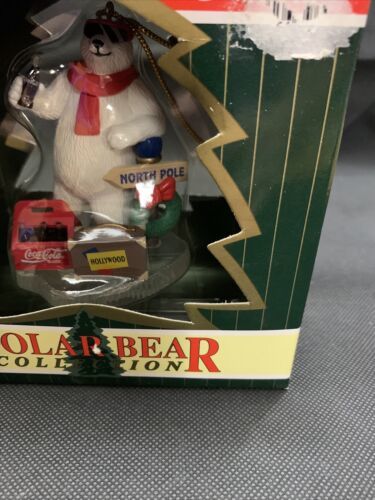 NORTH POLE
Coca-Cola
HOLLYWOOD
OLAR BEAR
COLLECTION